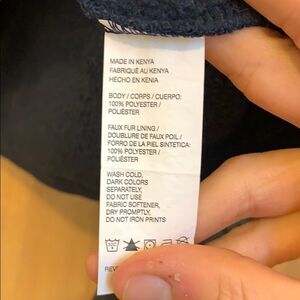 MADE IN KENYA
FABRIQUÉ AU KENYA
HECHO EN KENIA
BODY / CORPS / CUERPO:
100% POLYESTER /
POLIÉSTER
FAUX FUR LINING /
DOUBLURE DE FAUX POIL /
FORRO DE LA PIEL SINTETICA:
100% POLYESTER /
POLIÉSTER
WASH COLD,
DARK COLORS
SEPARATELY,
DO NOT USE
FABRIC SOFTENER,
DRY PROMPTLY,
DO NOT IRON PRINTS